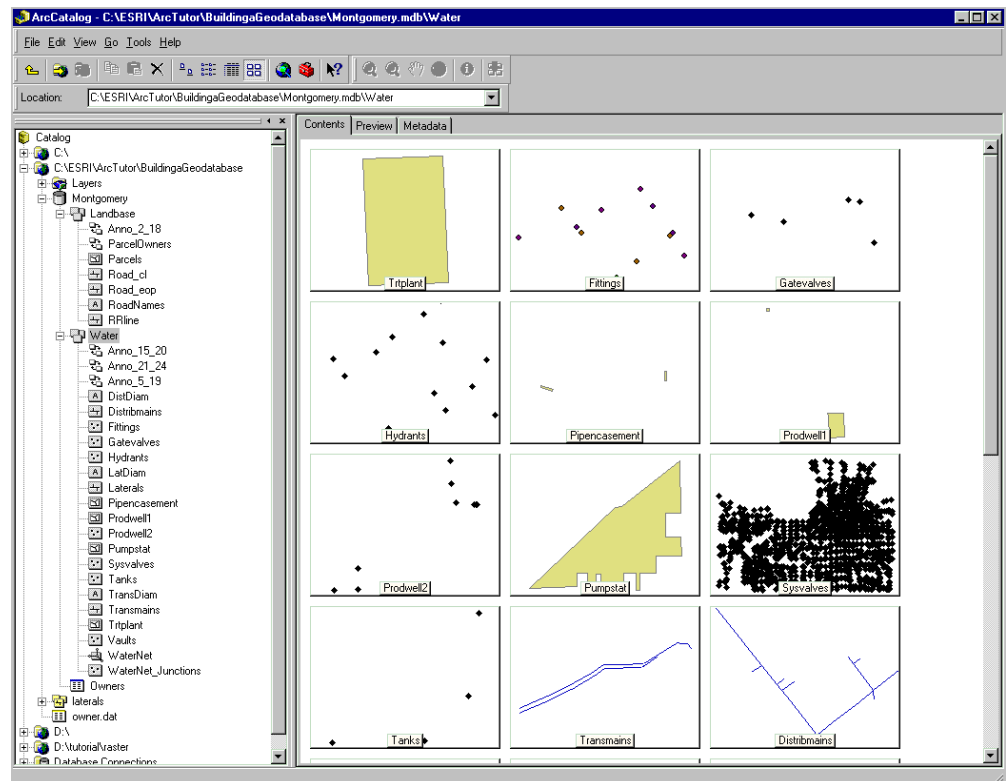 ArcCatalog - C:\ESRI\ArcTutor\BuildingaGeodatabase\Montgomery.mdb\Water
File Edit View Go Tools Help
Location: C:\ESRI\ArcTutor\BuildingaGeodatabase\Montgomery.mdb\Water
Contents Preview Metadata
Catalog
C:\
C:\ESRI\ArcTutor\BuildingaGeodatabase
Layers
Montgomery
Landbase
Anno_2_18
ParcelOwners
Parcels
Road_cl
Road_eop
RoadNames
RRline
Water
Anno_15_20
Anno_21_24
Anno_5_19
DistDiam
Distribmains
Fittings
Gatevalves
Hydrants
LatDiam
Laterals
Pipencasement
Prodwell1
Prodwell2
Pumpstat
Sysvalves
Tanks
TransDiam
Transmains
Trtplant
Vaults
WaterNet
WaterNet_Junctions
Owners
laterals
owner.dat
D:\
D:\tutorial\raster
Database Connections
Trtplant
Fittings
Gatevalves
Hydrants
Pipencasement
Prodwell1
Prodwell2
Pumpstat
Sysvalves
Tanks
Transmains
Distribmains